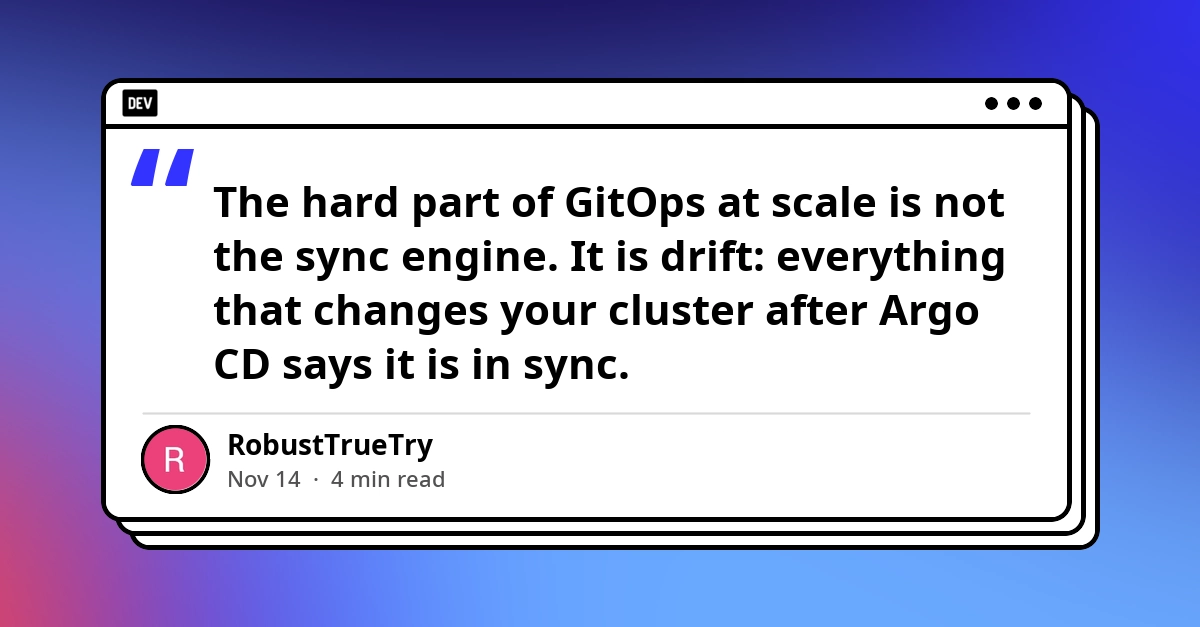 DEV
“
The hard part of GitOps at scale is not
the sync engine. It is drift: everything
that changes your cluster after Argo
CD says it is in sync.
R
RobustTrueTry
Nov 14 · 4 min read